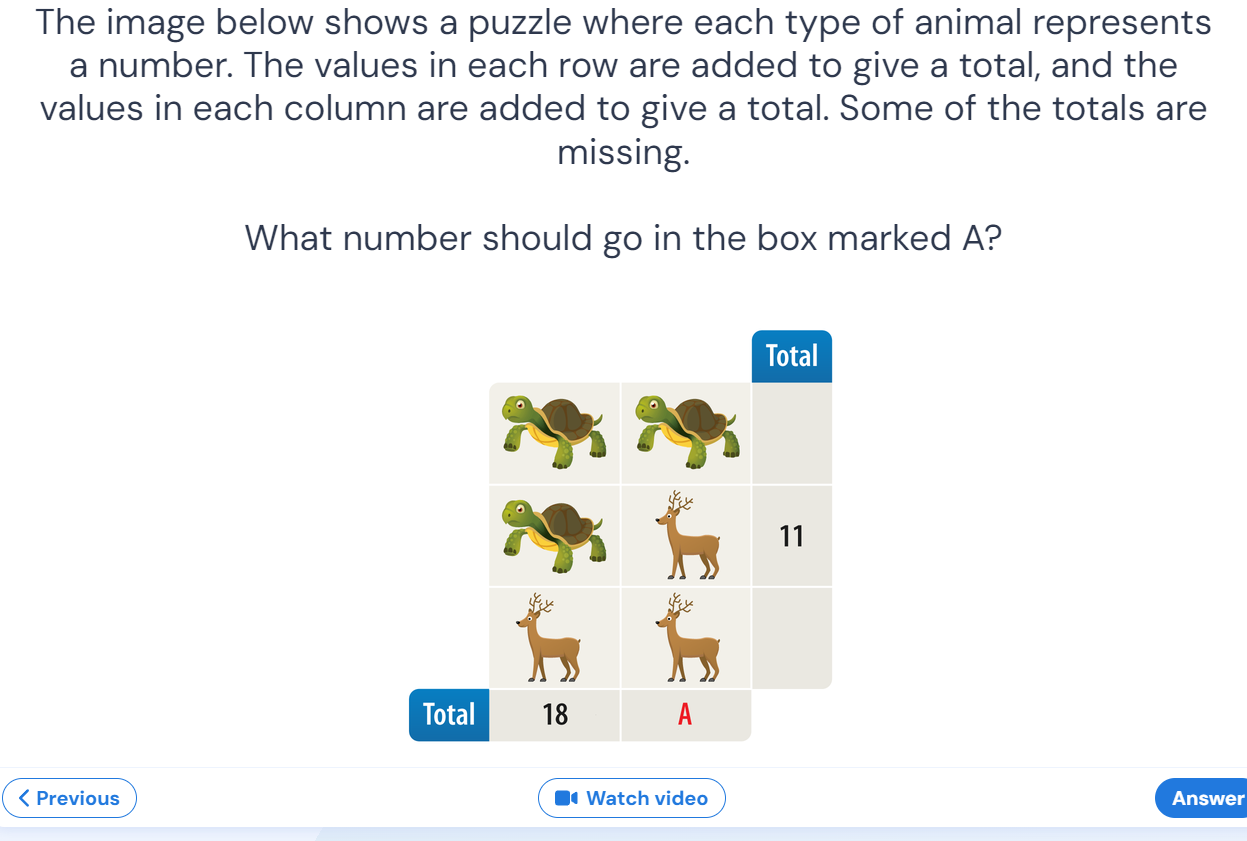 The image below shows a puzzle where each type of animal represents
a number. The values in each row are added to give a total, and the
values in each column are added to give a total. Some of the totals are
missing.
What number should go in the box marked A?
Total
11
Total 18 A
Previous Watch video Answer